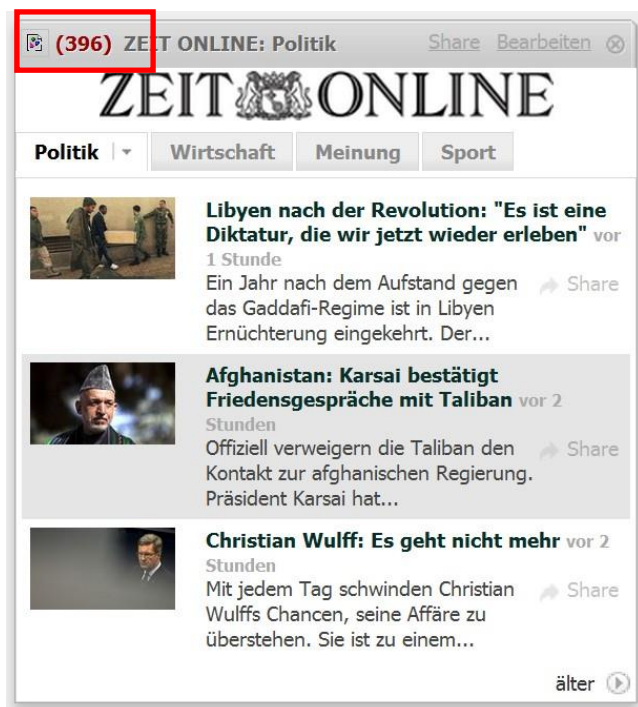 (396) ZEIT ONLINE: Politik Share Bearbeiten
ZEIT ONLINE
Politik Wirtschaft Meinung Sport
Libyen nach der Revolution: "Es ist eine
Diktatur, die wir jetzt wieder erleben" vor
1 Stunde
Ein Jahr nach dem Aufstand gegen Share
das Gaddafi-Regime ist in Libyen
Ernüchterung eingekehrt. Der...
Afghanistan: Karsai bestätigt
Friedensgespräche mit Taliban vor 2
Stunden
Offiziell verweigern die Taliban den Share
Kontakt zur afghanischen Regierung.
Präsident Karsai hat...
Christian Wulff: Es geht nicht mehr vor 2
Stunden
Mit jedem Tag schwinden Christian Share
Wulffs Chancen, seine Affäre zu
überstehen. Sie ist zu einem...
älter